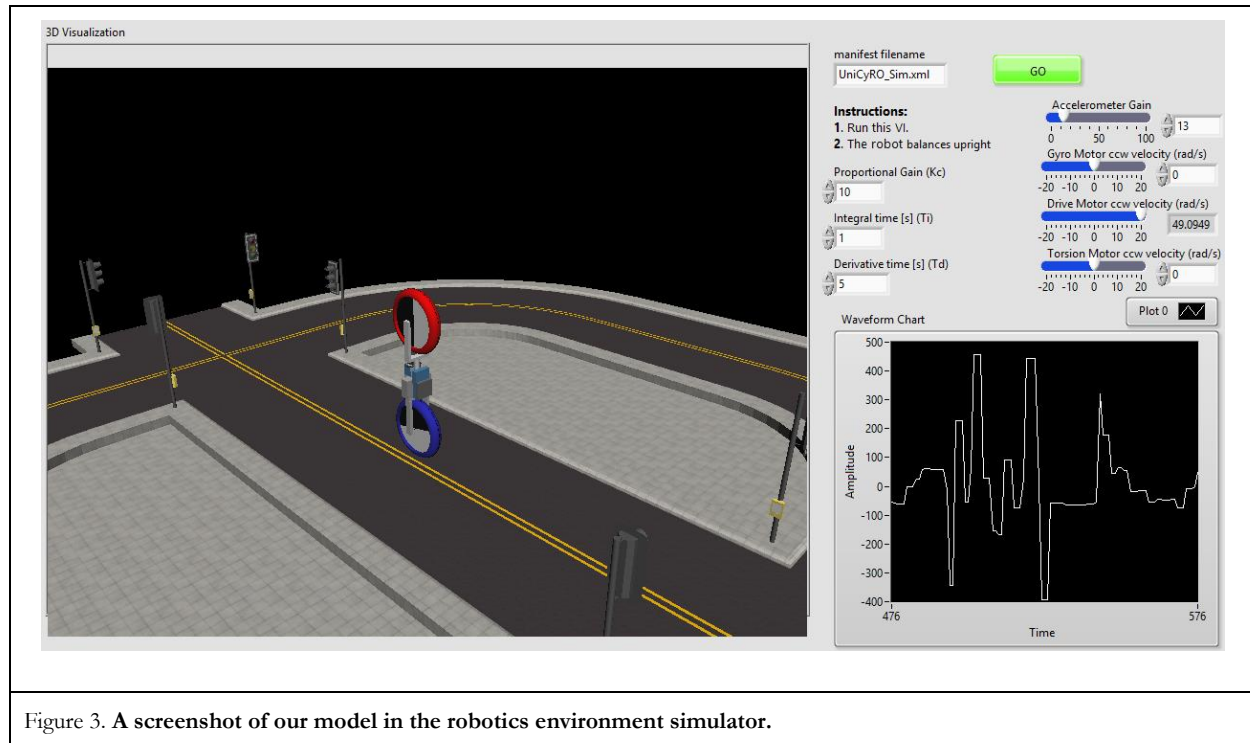 3D Visualization
manifest filename
UniCyRO_Sim.xml
GO
Instructions:
1. Run this VI.
2. The robot balances upright
Proportional Gain (Kc)
10
Integral time [s] (Ti)
1
Derivative time [s] (Td)
5
Accelerometer Gain
0 50 100
13
Gyro Motor ccw velocity (rad/s)
-20 -10 0 10 20
0
Drive Motor ccw velocity (rad/s)
-20 -10 0 10 20
49.0949
Torsion Motor ccw velocity (rad/s)
-20 -10 0 10 20
0
Waveform Chart
Plot 0
Amplitude
500
400
300
200
100
0
-100
-200
-300
-400
476
576
Time
Figure 3. A screenshot of our model in the robotics environment simulator.